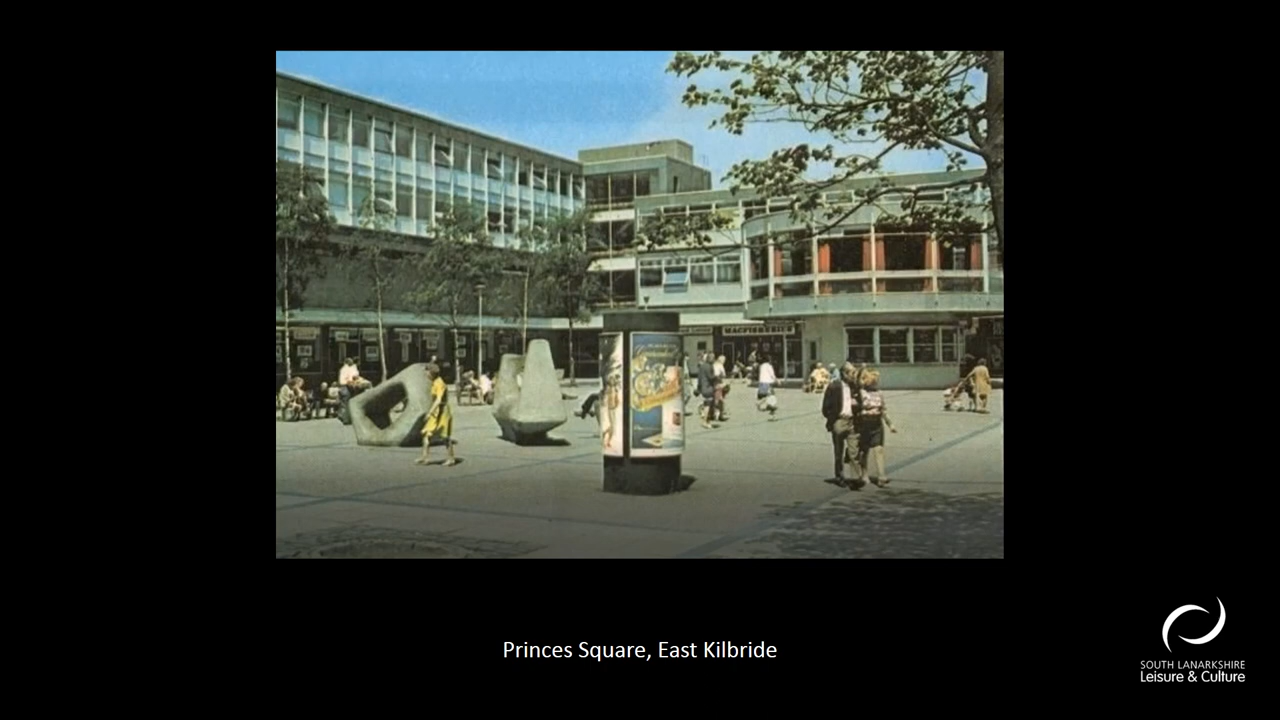 MACFISHERIES
Princes Square, East Kilbride
SOUTH LANARKSHIRE
Leisure & Culture